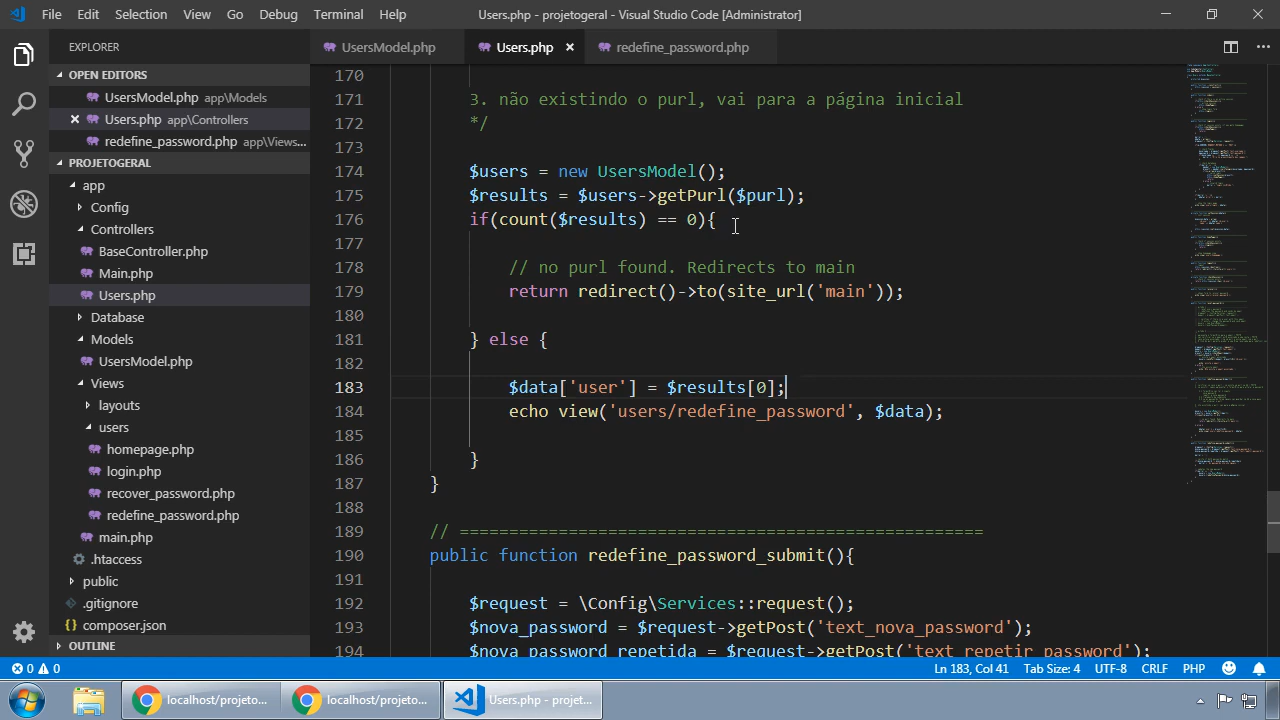 File Edit Selection View Go Debug Terminal Help
Users.php - projetogeral - Visual Studio Code [Administrator]
EXPLORER
OPEN EDITORS
UsersModel.php app\Models
Users.php app\Controllers
redefine_password.php app\Views...
PROJETOGERAL
app
Config
Controllers
BaseController.php
Main.php
Users.php
Database
Models
UsersModel.php
Views
layouts
users
homepage.php
login.php
recover_password.php
redefine_password.php
main.php
.htaccess
public
.gitignore
composer.json
OUTLINE
UsersModel.php Users.php redefine_password.php
170
171 3. existindo o purl, vai para a página inicial
172 */
173
174 $users = new UsersModel();
175 $results = $users->getPurl($purl);
176 if(count($results) == 0){
177
178 no purl found. Redirects to main
179 return redirect()->to(site_url('main'));
180
181 } {
182
183 $data['user'] = $results[0];
184 echo view('users/redefine_password', $data);
185
186 }
187 }
188
189 // =====================================================
190 public function redefine_password_submit(){
191
192 $request = \Config\Services::request();
193 $nova_password = $request->getPost('text_nova_password');
194 $nova_password_repetida = $request->getPost('text_repetir_password');
0 0
Ln 183, Col 41 Tab Size: 4 UTF-8 CRLF PHP
localhost/projeto... localhost/projeto... Users.php - projet...